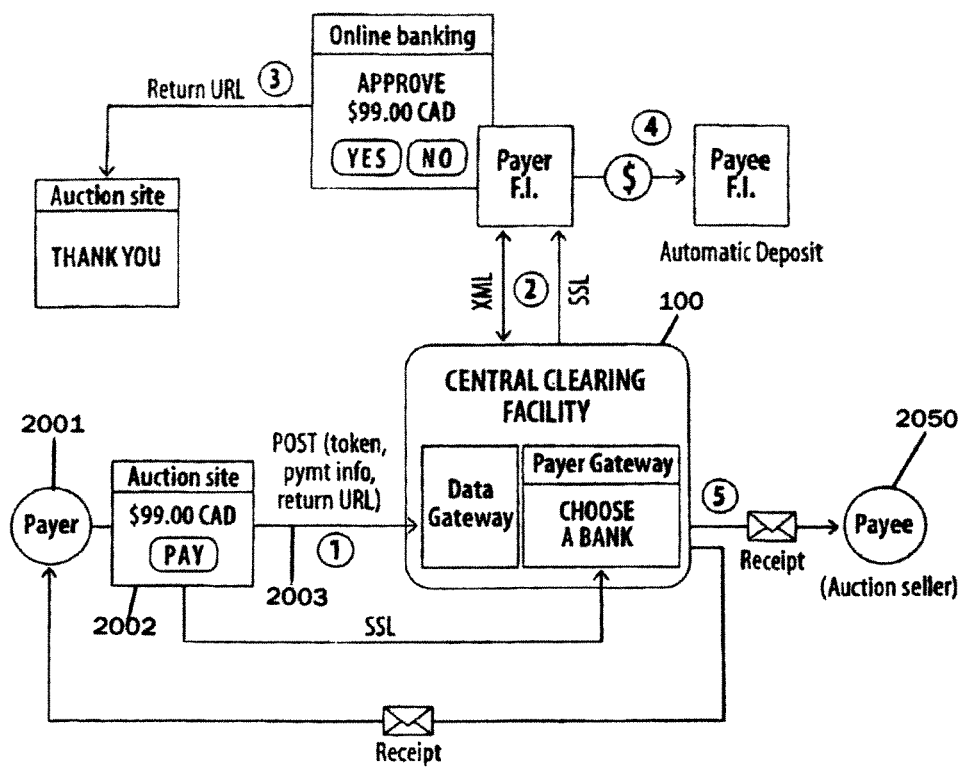 Online banking
APPROVE
$99.00 CAD
YES NO
Return URL 3
Auction site
THANK YOU
Payer
F.I.
$
4
Payee
F.I.
Automatic Deposit
XML
2
SSL
100
CENTRAL CLEARING
FACILITY
Data
Gateway
Payer Gateway
CHOOSE
A BANK
2001
Payer
Auction site
$99.00 CAD
PAY
2002
POST (token,
pymt info,
return URL)
1
2003
SSL
5
Receipt
2050
Payee
(Auction seller)
Receipt